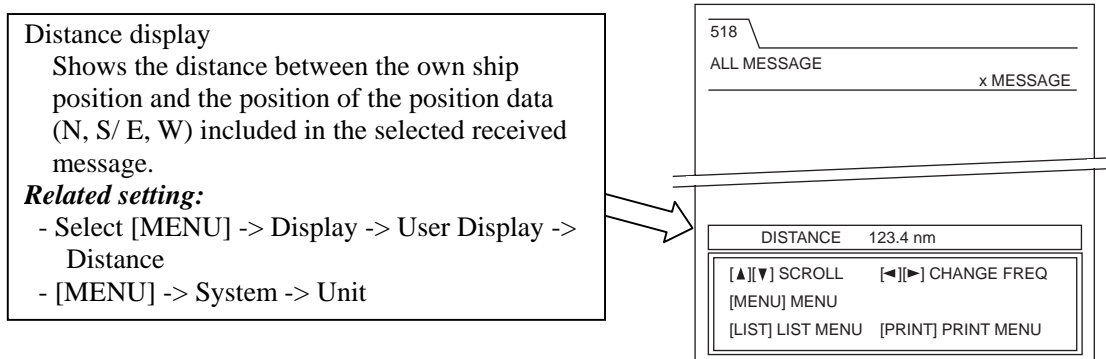 Distance display
Shows the distance between the own ship
position and the position of the position data
(N, S/ E, W) included in the selected received
message.
Related setting:
- Select [MENU] -> Display -> User Display ->
Distance
- [MENU] -> System -> Unit
518
ALL MESSAGE
x MESSAGE
DISTANCE 123.4 nm
[▲][▼] SCROLL [◄][►] CHANGE FREQ
[MENU] MENU
[LIST] LIST MENU [PRINT] PRINT MENU